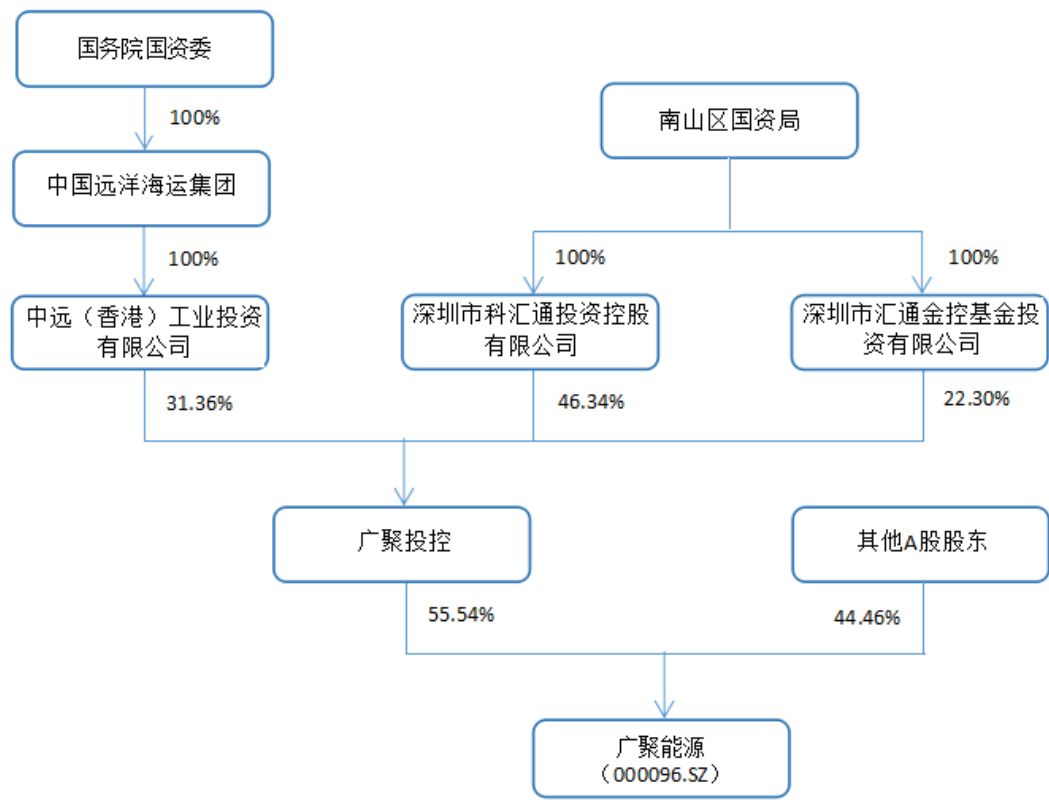 国务院国资委
100%
南山区国资局
中国远洋海运集团
100%
100%
100%
中远（香港）工业投资
有限公司
深圳市科汇通投资控股
有限公司
深圳市汇通金控基金投
资有限公司
31.36%
46.34%
22.30%
广聚投控
其他A股股东
55.54%
44.46%
广聚能源
（000096.SZ）